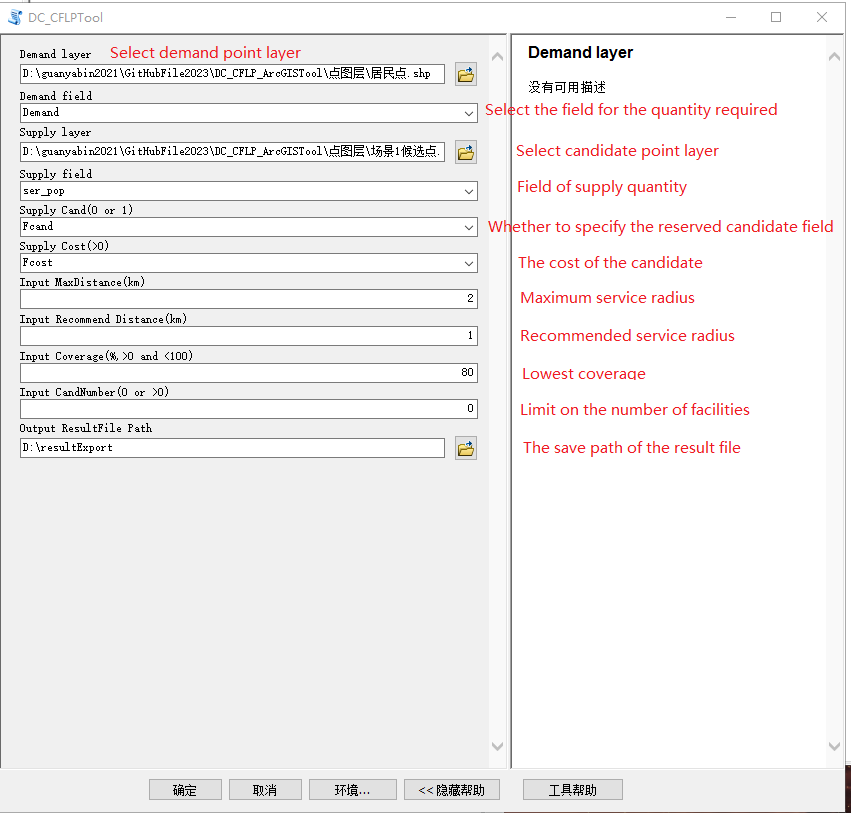 DC_CFLPTool
Demand layer Select demand point layer
D:\guanyabin2021\GitHubFile2023\DC_CFLP_ArcGISTool\点图层\居民点.shp
Demand field
Demand Select the field for the quantity required
Supply layer
D:\guanyabin2021\GitHubFile2023\DC_CFLP_ArcGISTool\点图层\场景1候选点. Select candidate point layer
Supply field
ser_pop Field of supply quantity
Supply Cand(0 or 1)
Fcand Whether to specify the reserved candidate field
Supply Cost(>0)
Fcost The cost of the candidate
Input MaxDistance(km)
2 Maximum service radius
Input Recommend Distance(km)
1 Recommended service radius
Input Coverage(%,>0 and <100)
80 Lowest coverage
Input CandNumber(0 or >0)
0 Limit on the number of facilities
Output ResultFile Path
D:\resultExport The save path of the result file
Demand layer
没有可用描述
确定 取消 环境... << 隐藏帮助 工具帮助